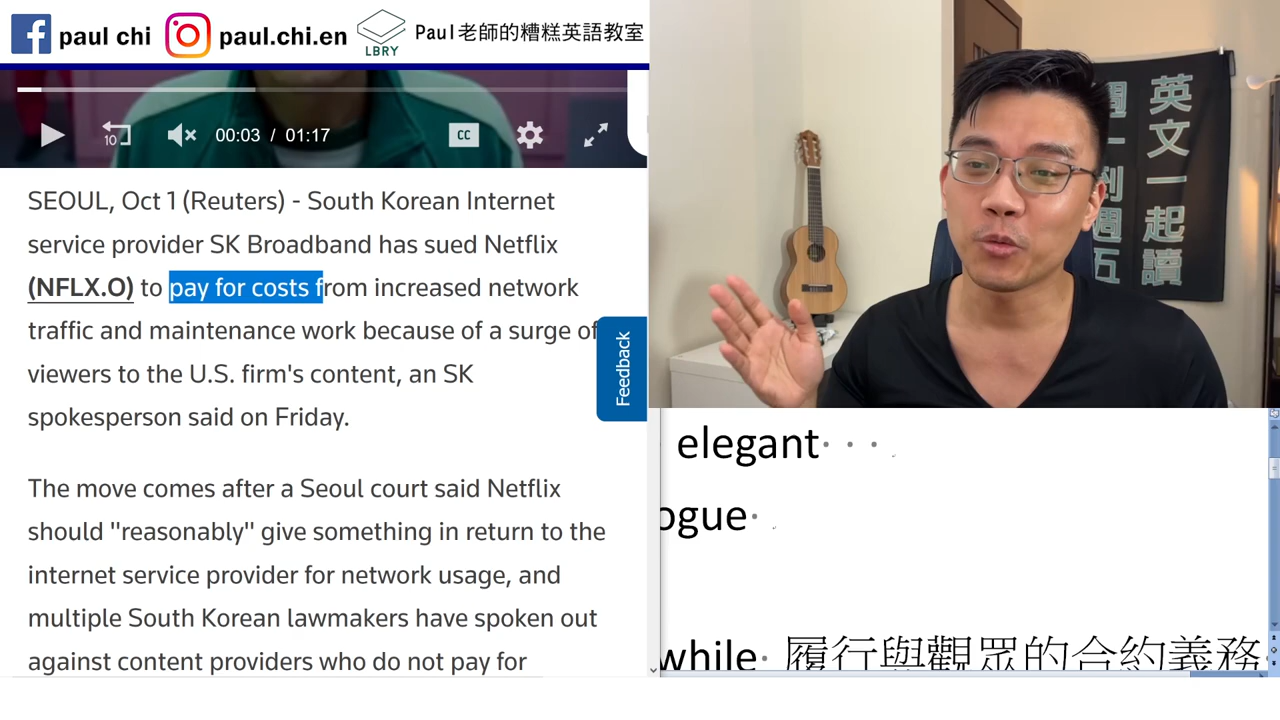 paul chi
paul.chi.en
LBRY
Paul老師的糟糕英語教室
10
00:03 / 01:17
CC
SEOUL, Oct 1 (Reuters) - South Korean Internet
service provider SK Broadband has sued Netflix
(NFLX.O) to pay for costs from increased network
traffic and maintenance work because of a surge of
viewers to the U.S. firm's content, an SK
spokesperson said on Friday.
The move comes after a Seoul court said Netflix
should "reasonably" give something in return to the
internet service provider for network usage, and
multiple South Korean lawmakers have spoken out
against content providers who do not pay for
Feedback
英文一起讀
週一到週五
elegant
ogue
while 履行與觀眾的合約義務